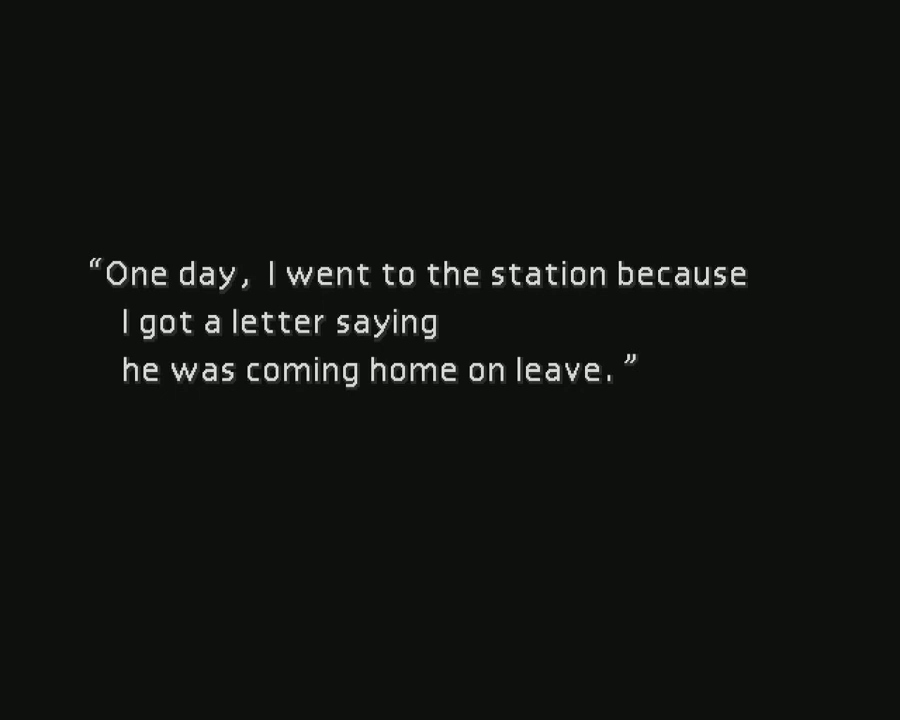 “One day, I went to the station because
I got a letter saying
he was coming home on leave.”